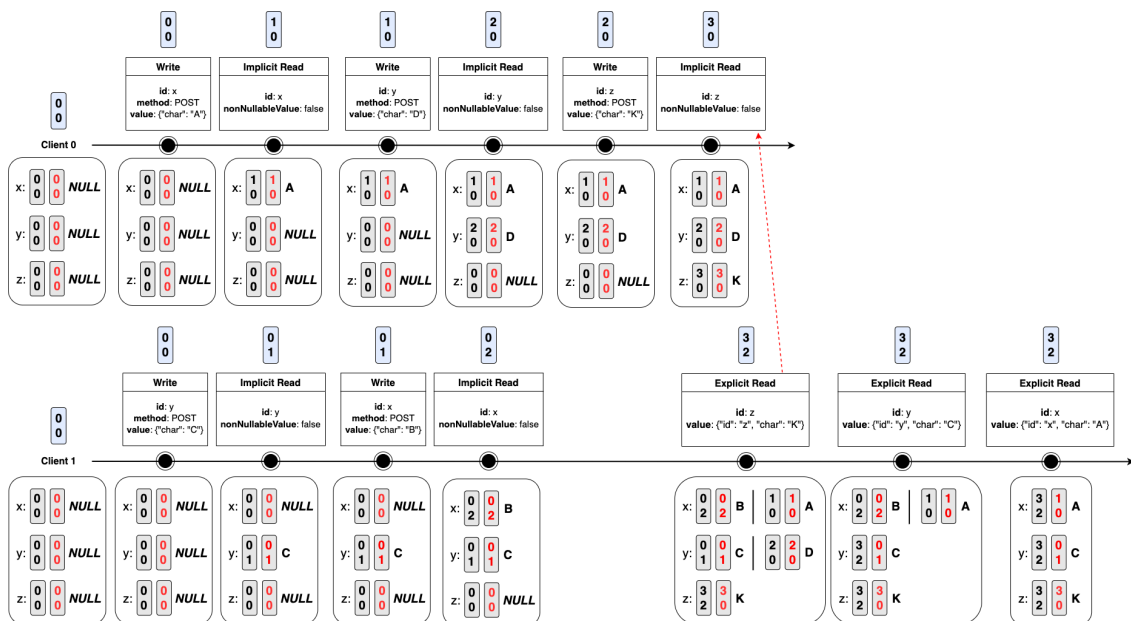 0 1 1 2 2 3
0 0 0 0 0 0
Write Implicit Read Write Implicit Read Write Implicit Read
id: x id: x id: y id: y id: z id: z
method: POST nonNullableValue: false method: POST nonNullableValue: false method: POST nonNullableValue: false
value: {"char": "A"} value: {"char": "D"} value: {"char": "K"}
0
0
Client 0
0 0 0 0 1 1 1 1 1 1 1 1 1 1
x: NULL x: NULL x: A x: A x: A x: A x: A
0 0 0 0 0 0 0 0 0 0 0 0 0 0
0 0 0 0 0 0 0 0 2 2 2 2 2 2
y: NULL y: NULL y: NULL y: NULL y: D y: D y: D
0 0 0 0 0 0 0 0 0 0 0 0 0 0
0 0 0 0 0 0 0 0 0 0 0 0 3 3
z: NULL z: NULL z: NULL z: NULL z: NULL z: NULL z: K
0 0 0 0 0 0 0 0 0 0 0 0 0 0
0 0 0 0 3 3 3
0 1 1 2 2 2 2
Write Implicit Read Write Implicit Read Explicit Read Explicit Read Explicit Read
id: y id: y id: x id: x id: z id: y id: x
method: POST nonNullableValue: false method: POST nonNullableValue: false value: {"id": "z", "char": "K"} value: {"id": "y", "char": "C"} value: {"id": "x", "char": "A"}
value: {"char": "C"} value: {"char": "B"}
0
0
Client 1
0 0 0 0 0 0 0 0 0 0 0 0 1 1 0 0 1 1 3 1
x: NULL x: NULL x: NULL x: NULL x: B x: B | A x: B | A x: A
0 0 0 0 0 0 0 0 2 2 2 2 0 0 2 2 0 0 2 0
0 0 0 0 0 0 0 0 0 0 0 0 2 2 3 0 3 0
y: NULL y: NULL y: C y: C y: C y: C | D y: C y: C
0 0 0 0 1 1 1 1 1 1 1 1 0 0 2 1 2 1
0 0 0 0 0 0 0 0 0 0 3 3 3 3 3 3
z: NULL z: NULL z: NULL z: NULL z: NULL z: K z: K z: K
0 0 0 0 0 0 0 0 0 0 2 0 2 0 2 0